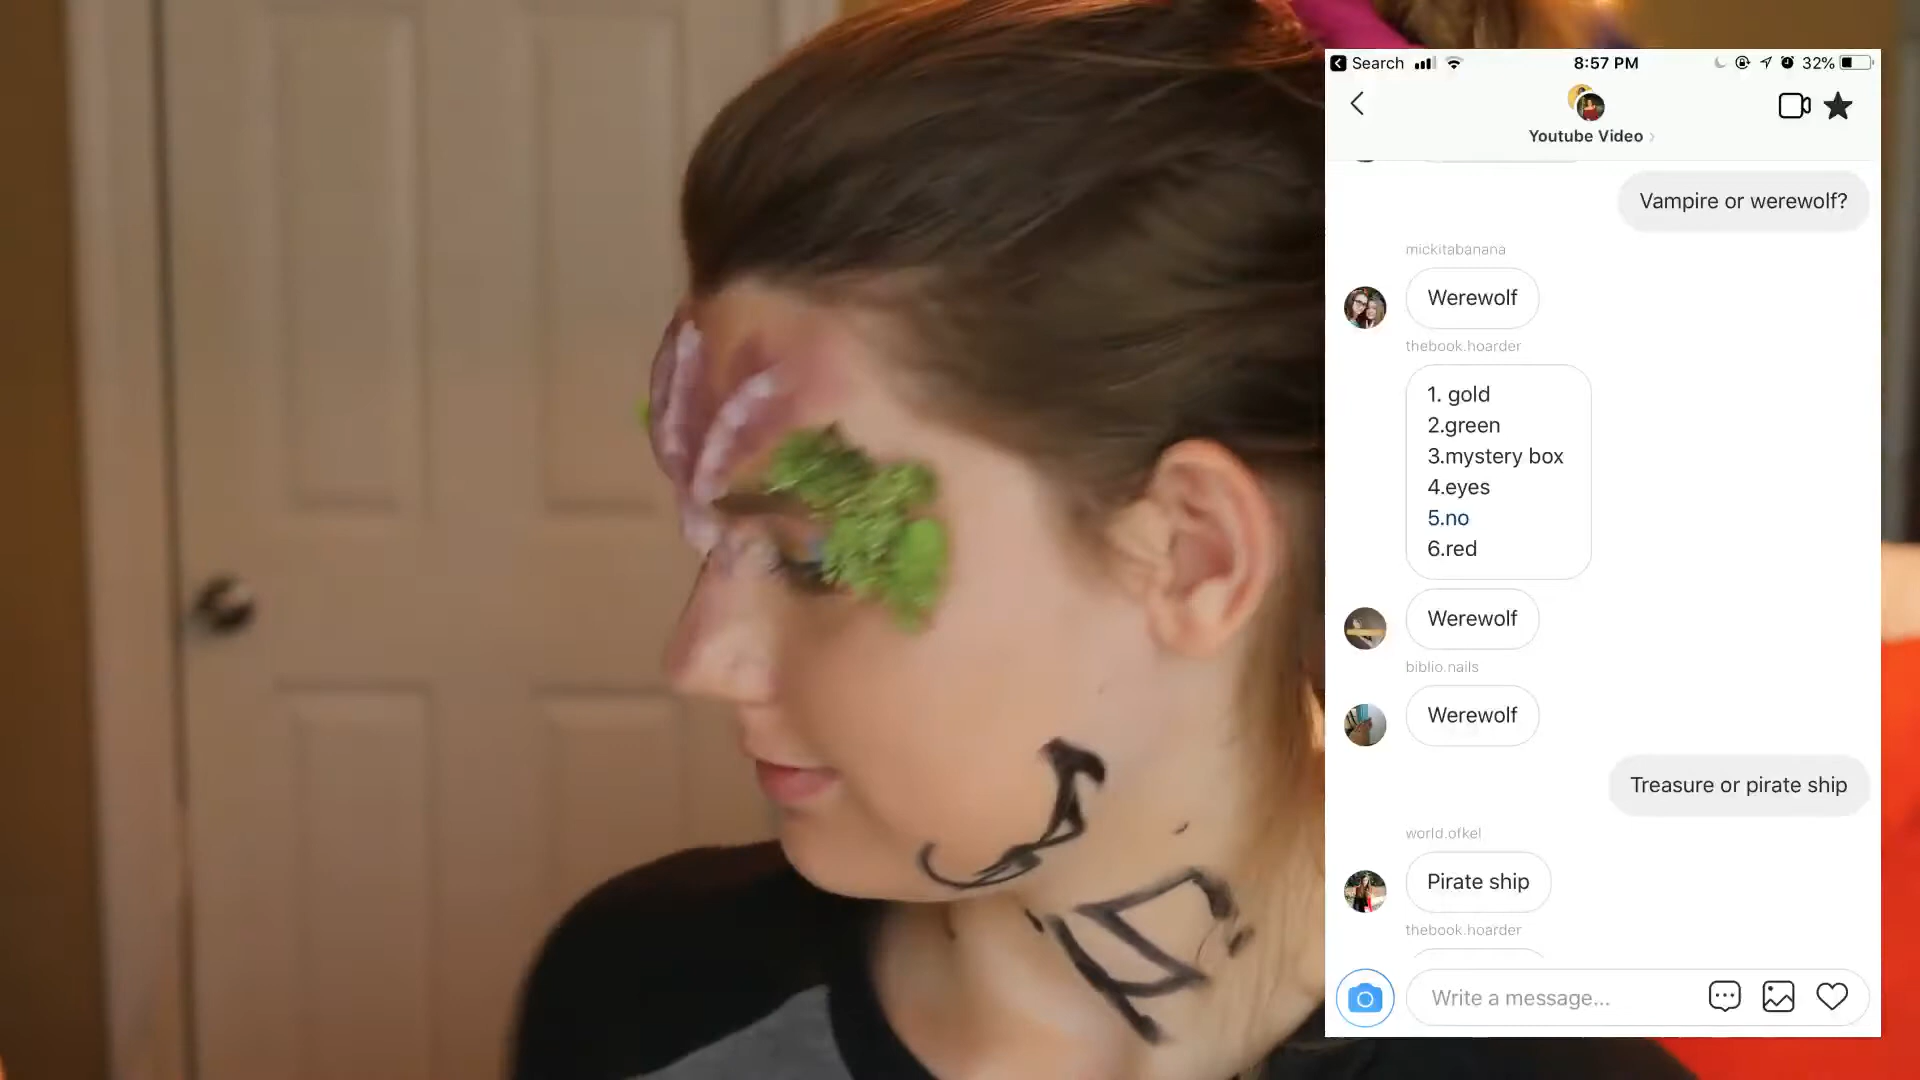 Search
8:57 PM
32%
Youtube Video
Vampire or werewolf?
mickitabanana
Werewolf
thebook.hoarder
1. gold
2.green
3.mystery box
4.eyes
5.no
6.red
Werewolf
biblio.nails
Werewolf
Treasure or pirate ship
world.ofkel
Pirate ship
thebook.hoarder
Write a message...